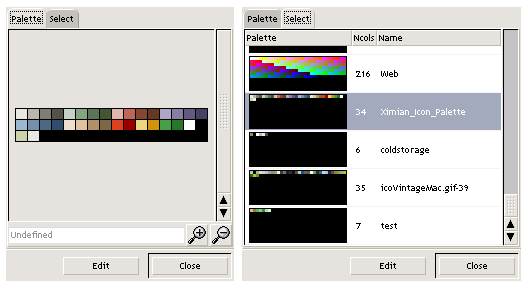 Palette Select
Undefined
Edit Close
Palette Select
Palette Ncols Name
216 Web
34 Ximian_Icon_Palette
6 coldstorage
35 icoVintageMac.gif-39
7 test
Edit Close